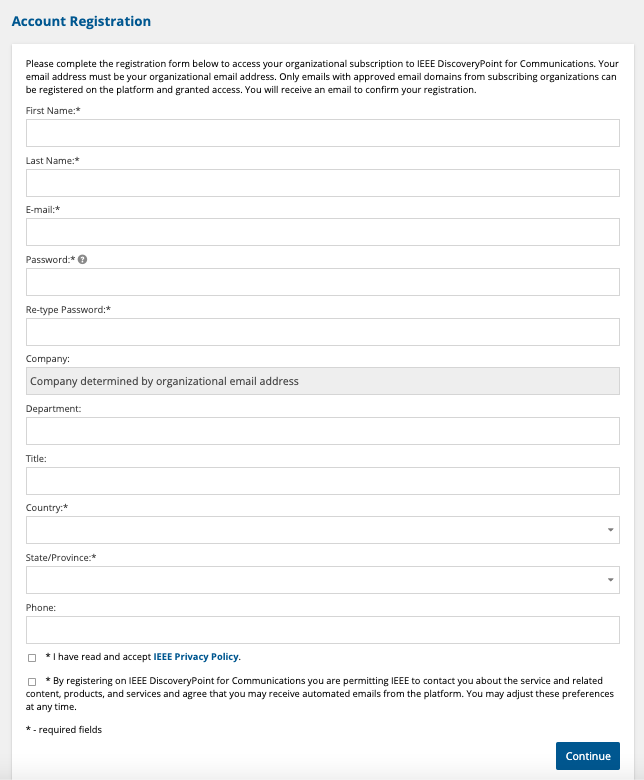 Account Registration
Please complete the registration form below to access your organizational subscription to IEEE DiscoveryPoint for Communications. Your
email address must be your organizational email address. Only emails with approved email domains from subscribing organizations can
be registered on the platform and granted access. You will receive an email to confirm your registration.
First Name:*
Last Name:*
E-mail:*
Password:* ?
Re-type Password:*
Company:
Company determined by organizational email address
Department:
Title:
Country:*
State/Province:*
Phone:
* I have read and accept IEEE Privacy Policy.
* By registering on IEEE DiscoveryPoint for Communications you are permitting IEEE to contact you about the service and related
content, products, and services and agree that you may receive automated emails from the platform. You may adjust these preferences
at any time.
* - required fields
Continue